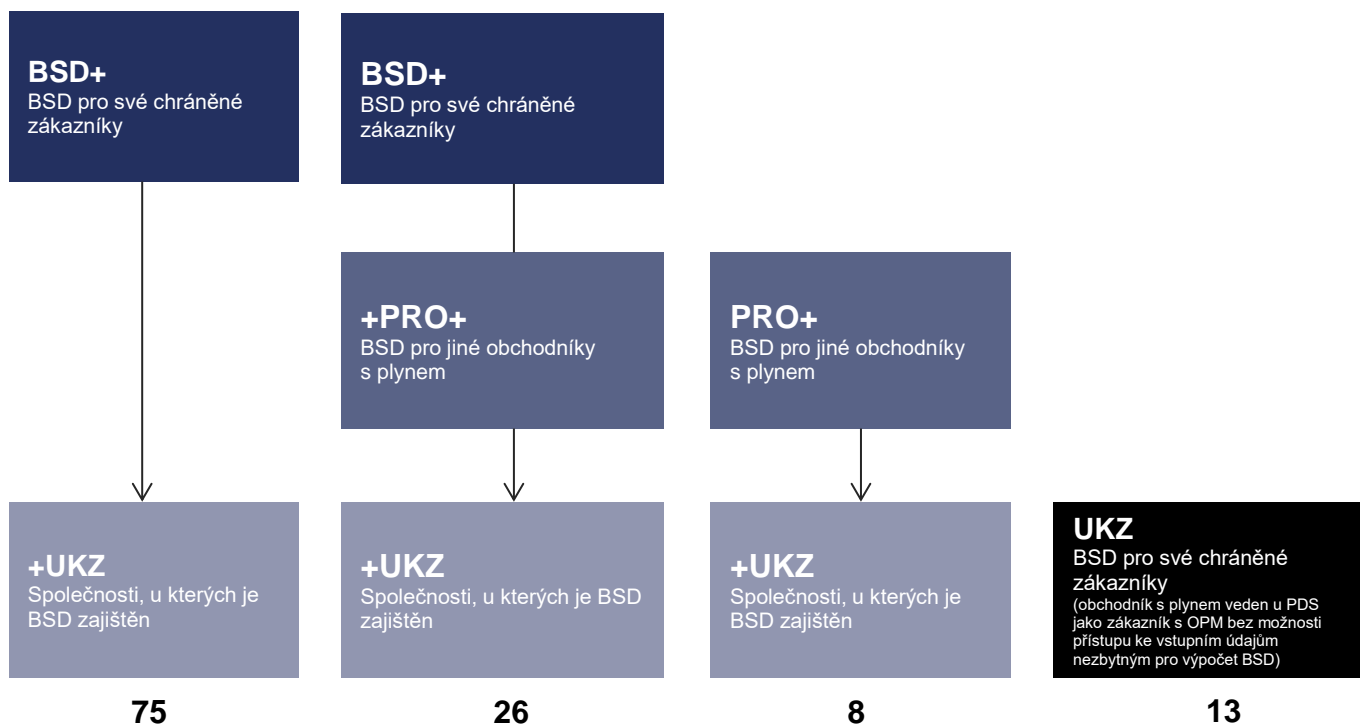 BSD+
BSD pro své chráněné
zákazníky
BSD+
BSD pro své chráněné
zákazníky
+PRO+
BSD pro jiné obchodníky
s plynem
PRO+
BSD pro jiné obchodníky
s plynem
+UKZ
Společnosti, u kterých je
BSD zajištěn
+UKZ
Společnosti, u kterých je BSD
zajištěn
+UKZ
Společnosti, u kterých je
BSD zajištěn
UKZ
BSD pro své chráněné
zákazníky
(obchodník s plynem veden u PDS
jako zákazník s OPM bez možnosti
přístupu ke vstupním údajům
nezbytným pro výpočet BSD)
75
26
8
13